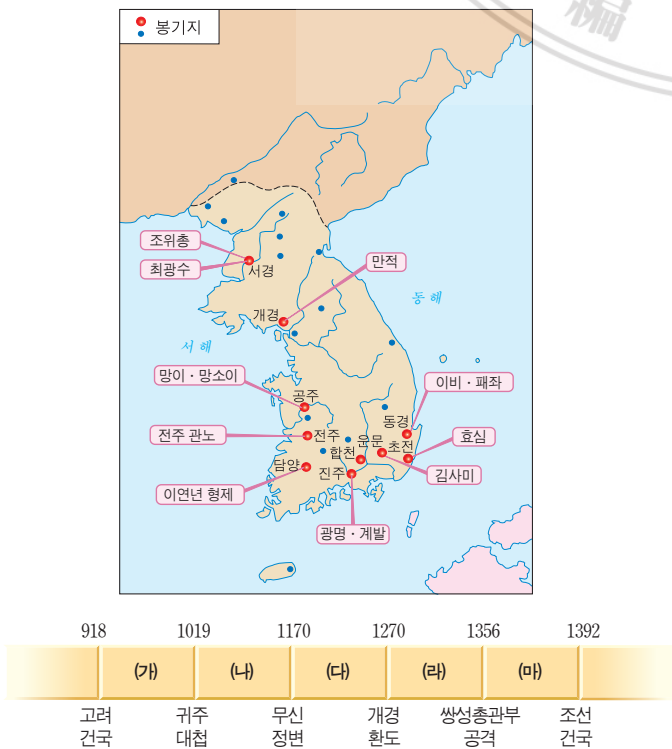 編
봉기지
조위총
최광수
서경
만적
개경
동해
서해
망이·망소이
공주
이비·패좌
동경
전주 관노
전주
운문
초전
효심
합천
담양
진주
김사미
이연년 형제
광명·계발
918 1019 1170 1270 1356 1392
(가) (나) (다) (라) (마)
고려 귀주 무신 개경 쌍성총관부 조선
건국 대첩 정변 환도 공격 건국